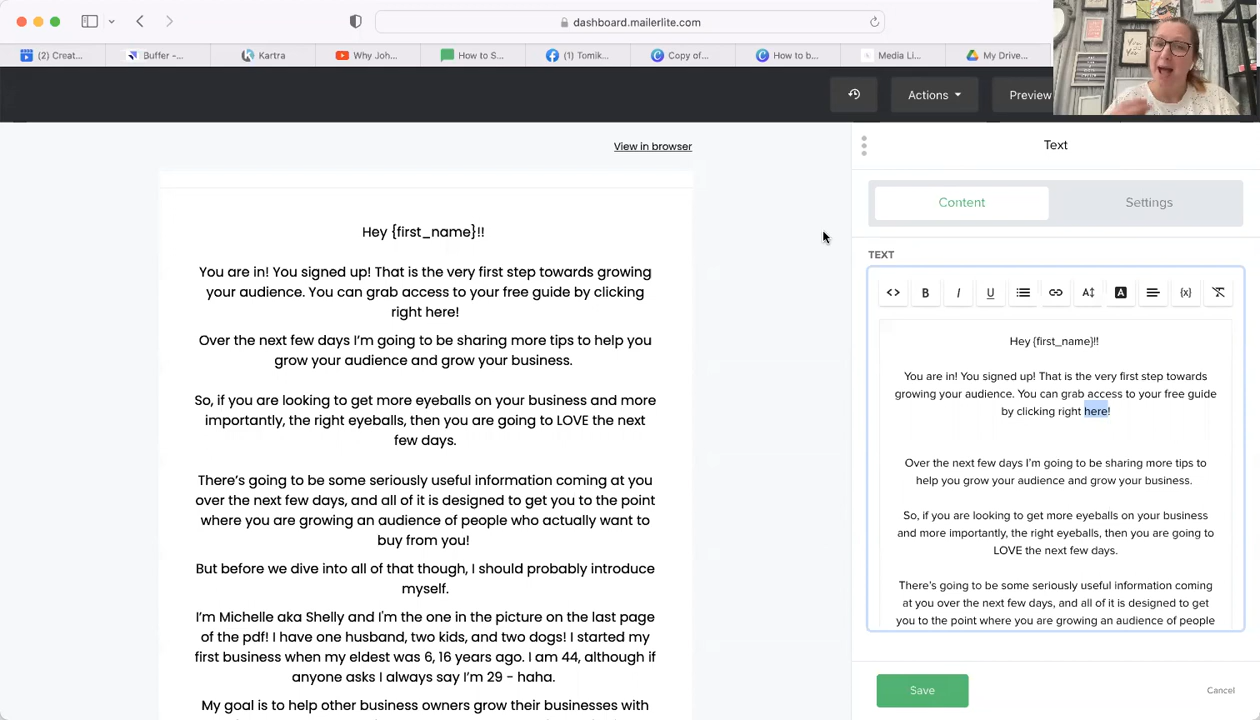 dashboard.mailerlite.com
(2) Creat...
Buffer -...
Kartra
Why Joh...
How to S...
(1) Tomik...
Copy of...
How to b...
Media Li...
My Drive...
Actions
Preview
View in browser
Hey {first_name}!!
You are in! You signed up! That is the very first step towards growing
your audience. You can grab access to your free guide by clicking
right here!
Over the next few days I'm going to be sharing more tips to help you
grow your audience and grow your business.
So, if you are looking to get more eyeballs on your business and more
importantly, the right eyeballs, then you are going to LOVE the next
few days.
There's going to be some seriously useful information coming at you
over the next few days, and all of it is designed to get you to the point
where you are growing an audience of people who actually want to
buy from you!
But before we dive into all of that though, I should probably introduce
myself.
I'm Michelle aka Shelly and I'm the one in the picture on the last page
of the pdf! I have one husband, two kids, and two dogs! I started my
first business when my eldest was 6, 16 years ago. I am 44, although if
anyone asks I always say I'm 29 - haha.
My goal is to help other business owners grow their businesses with
Text
Content
Settings
TEXT
Hey {first_name}!!
You are in! You signed up! That is the very first step towards
growing your audience. You can grab access to your free guide
by clicking right here!
Over the next few days I'm going to be sharing more tips to
help you grow your audience and grow your business.
So, if you are looking to get more eyeballs on your business
and more importantly, the right eyeballs, then you are going to
LOVE the next few days.
There's going to be some seriously useful information coming
at you over the next few days, and all of it is designed to get
you to the point where you are growing an audience of people
Save
Cancel